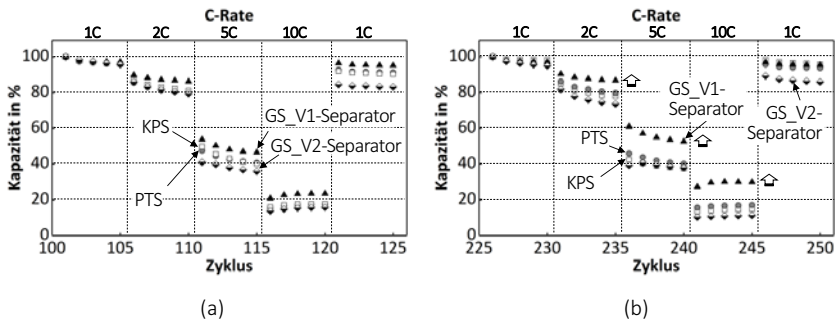 C-Rate
1C 2C 5C 10C 1C
100
80
60
40
20
0
Kapazität in %
KPS
PTS
GS_V1-Separator
GS_V2-Separator
100 105 110 115 120 125
Zyklus
(a)
C-Rate
1C 2C 5C 10C 1C
100
80
60
40
20
0
Kapazität in %
GS_V1-
Separator
GS_V2-
Separator
PTS
KPS
225 230 235 240 245 250
Zyklus
(b)